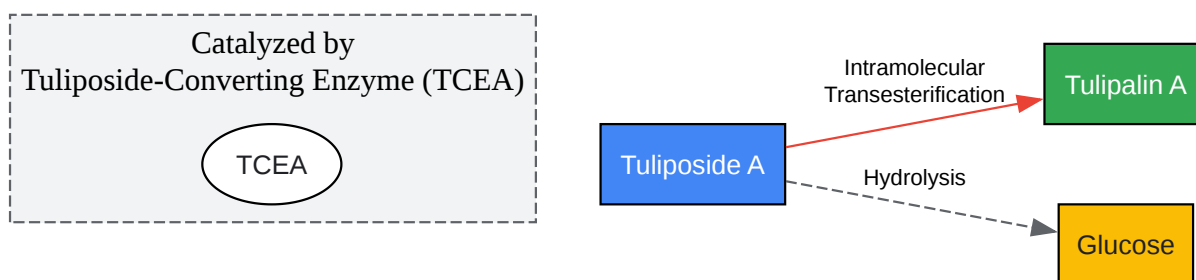 Catalyzed by
Tuliposide-Converting Enzyme (TCEA)
TCEA
Tuliposide A
Intramolecular
Transesterification
Hydrolysis
Tulipalin A
Glucose